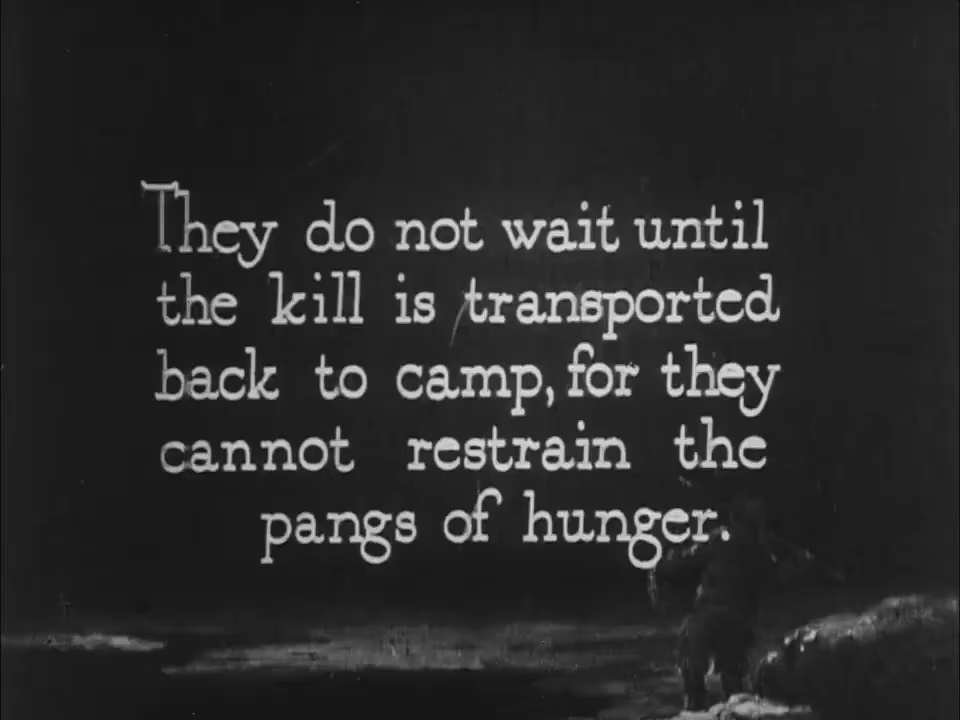 They do not wait until
the kill is transported
back to camp, for they
cannot restrain the
pangs of hunger.